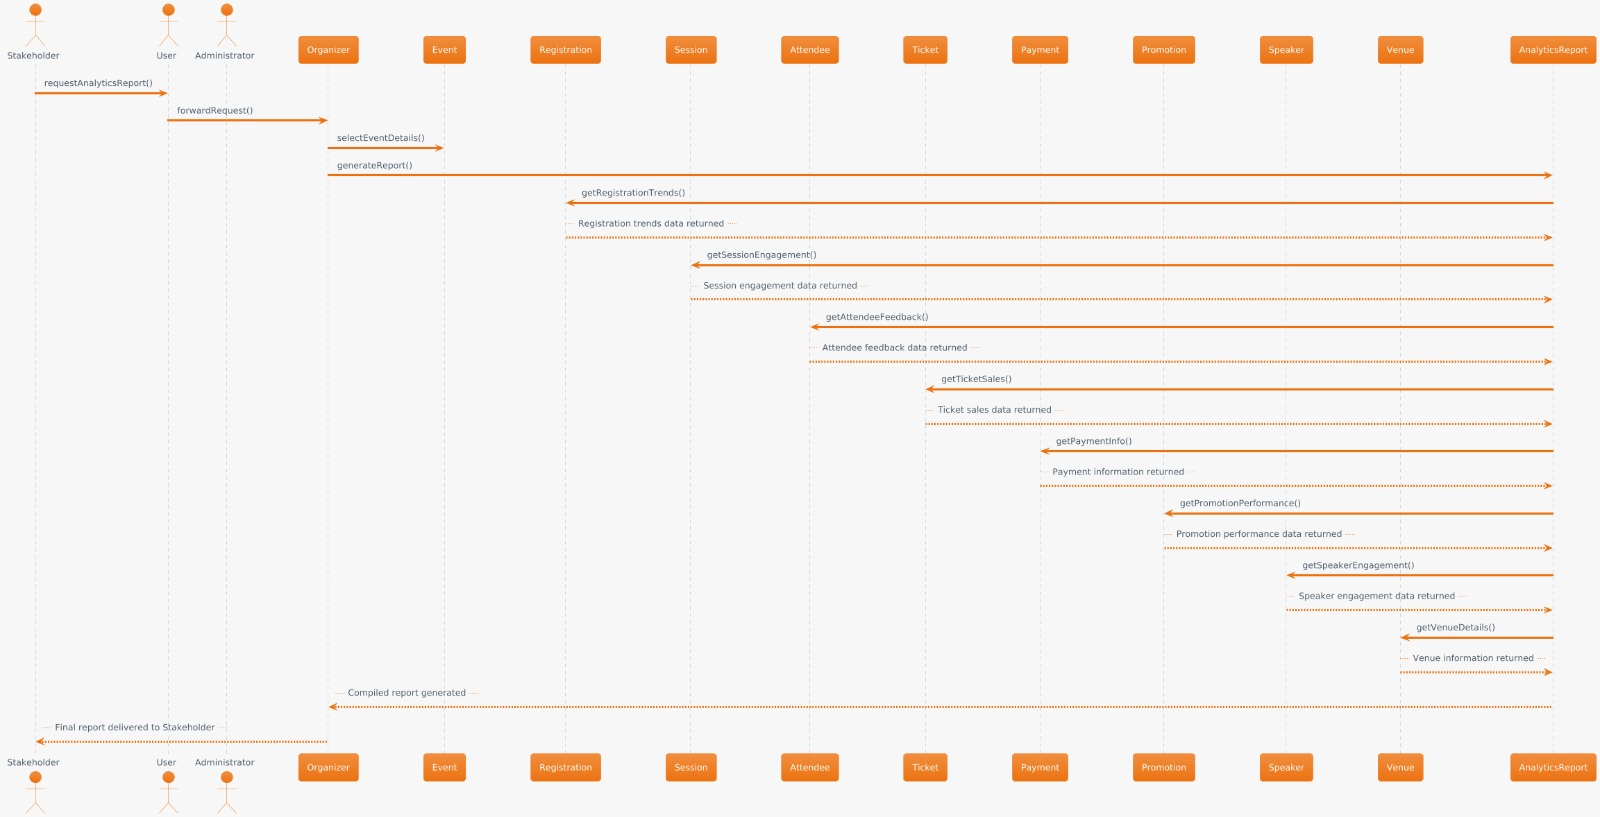 Stakeholder User Administrator
Organizer Event Registration Session Attendee Ticket Payment Promotion Speaker Venue AnalyticsReport
requestAnalyticsReport()
forwardRequest()
selectEventDetails()
generateReport()
getRegistrationTrends()
Registration trends data returned
getSessionEngagement()
Session engagement data returned
getAttendeeFeedback()
Attendee feedback data returned
getTicketSales()
Ticket sales data returned
getPaymentInfo()
Payment information returned
getPromotionPerformance()
Promotion performance data returned
getSpeakerEngagement()
Speaker engagement data returned
getVenueDetails()
Venue information returned
Compiled report generated
Final report delivered to Stakeholder
Stakeholder User Administrator
Organizer Event Registration Session Attendee Ticket Payment Promotion Speaker Venue AnalyticsReport